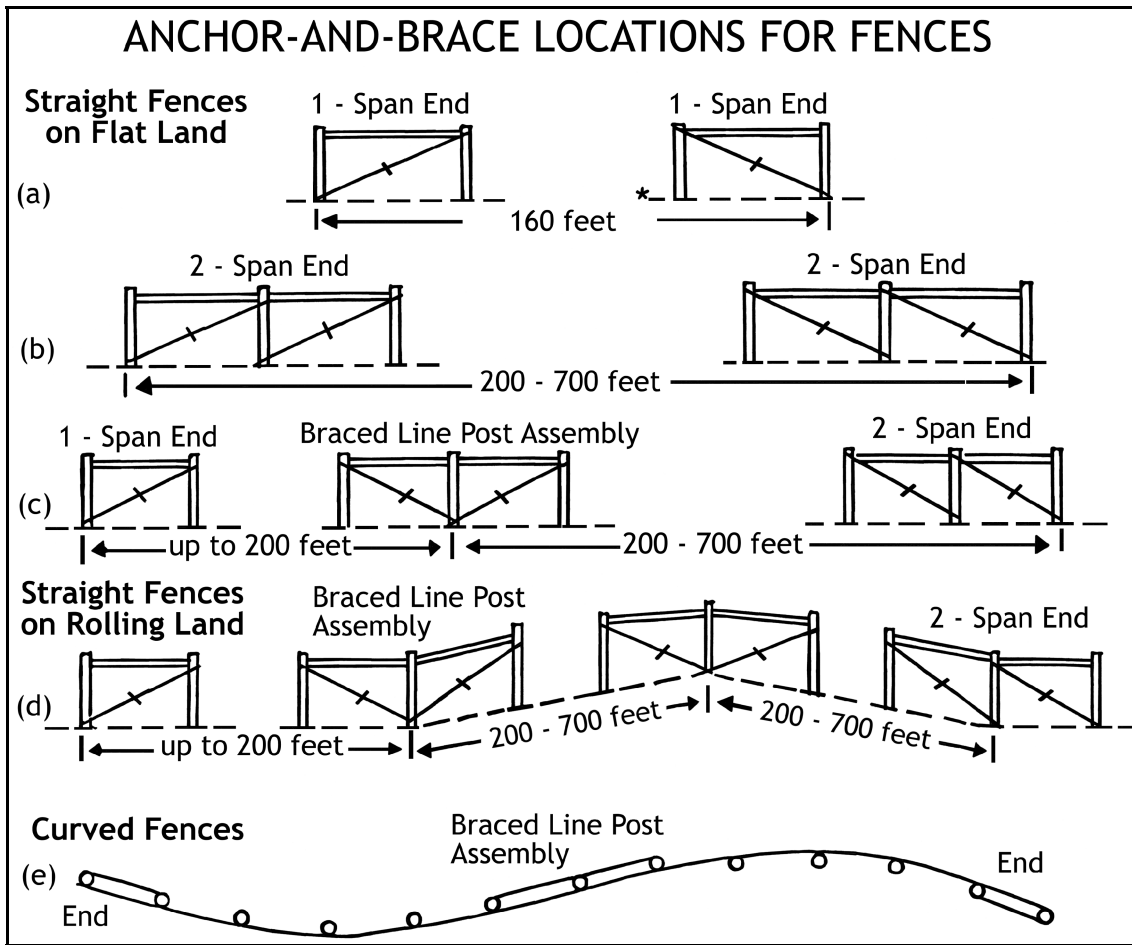 ANCHOR-AND-BRACE LOCATIONS FOR FENCES
Straight Fences
on Flat Land
1 - Span End
1 - Span End
(a)
*
160 feet
2 - Span End
2 - Span End
(b)
200 - 700 feet
1 - Span End
Braced Line Post Assembly
2 - Span End
(c)
up to 200 feet
200 - 700 feet
Straight Fences
on Rolling Land
Braced Line Post
Assembly
2 - Span End
(d)
up to 200 feet
200 - 700 feet
200 - 700 feet
Curved Fences
Braced Line Post
Assembly
(e)
End
End